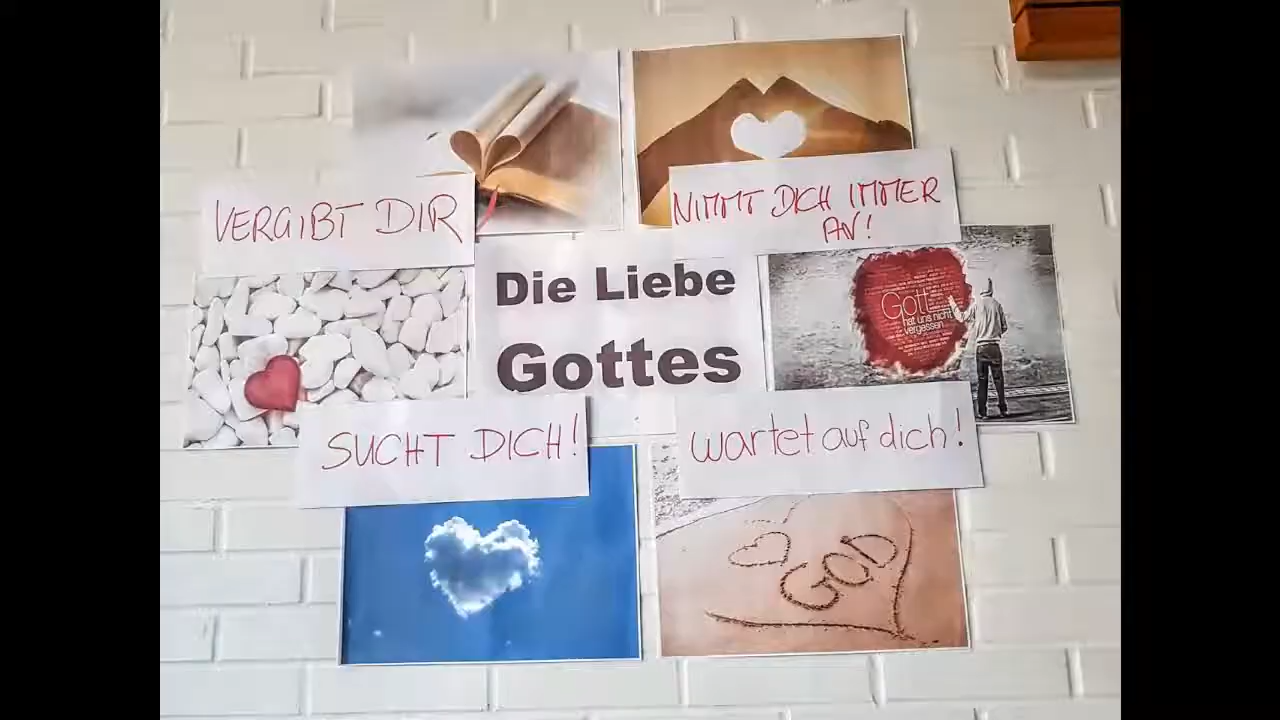 VERGIBT DIR
NIMMT DICH IMMER
AN!
Die Liebe
Gottes
Gott
hat uns nicht
vergessen
SUCHT DICH!
wartet auf dich!
GOD